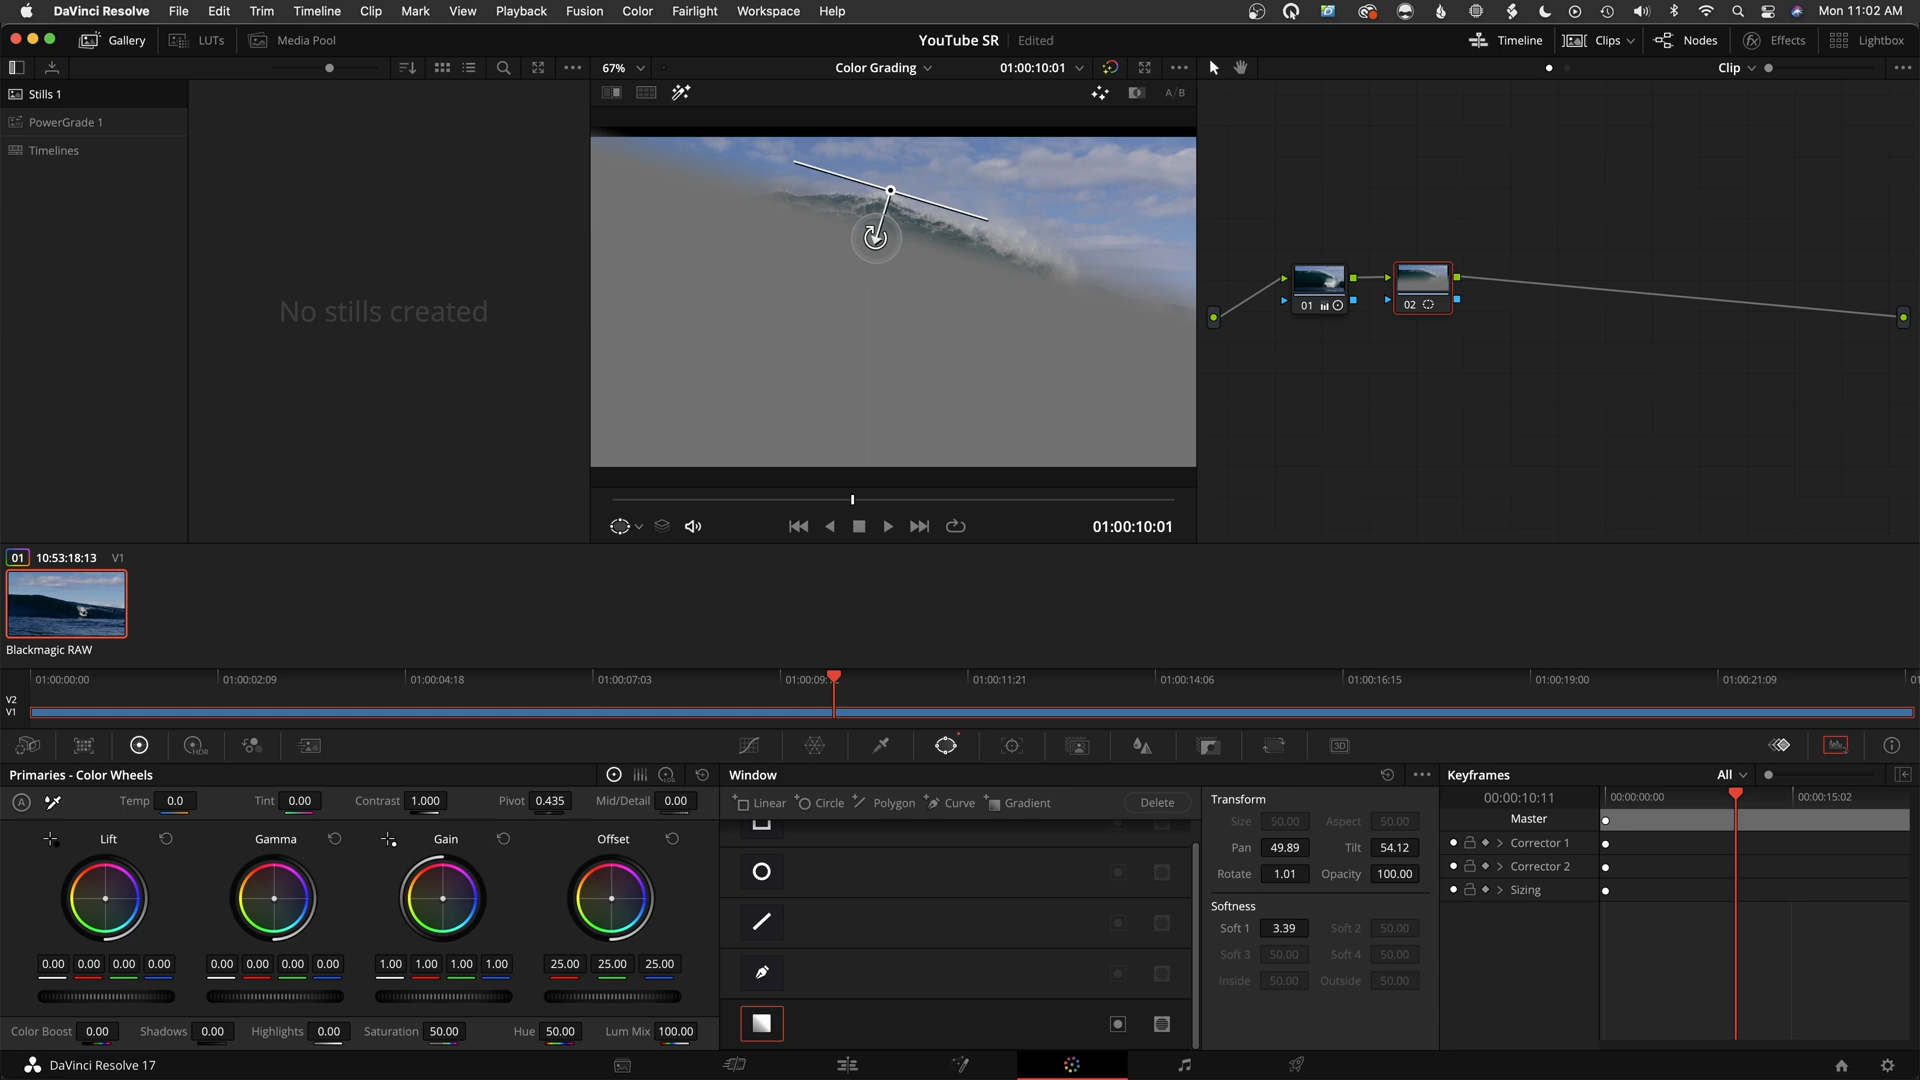 DaVinci Resolve File Edit Trim Timeline Clip Mark View Playback Fusion Color Fairlight Workspace Help Mon 11:02 AM
Gallery LUTs Media Pool YouTube SR Edited Timeline Clips Nodes Effects Lightbox
67% Color Grading 01:00:10:01 Clip
A/B
Stills 1
PowerGrade 1
Timelines
No stills created
01 02
01:00:10:01
01 10:53:18:13 V1
Blackmagic RAW
01:00:00:00 01:00:02:09 01:00:04:18 01:00:07:03 01:00:09: 01:00:11:21 01:00:14:06 01:00:16:15 01:00:19:00 01:00:21:09
V2
V1
HDR 3D
Primaries - Color Wheels LOG Window Keyframes All
A Temp 0.0 Tint 0.00 Contrast 1.000 Pivot 0.435 Mid/Detail 0.00
Linear Circle Polygon Curve Gradient Delete
Transform
00:00:10:11 00:00:00:00 00:00:15:02
Master
Corrector 1
Corrector 2
Sizing
Size 50.00 Aspect 50.00
Pan 49.89 Tilt 54.12
Rotate 1.01 Opacity 100.00
Softness
Soft 1 3.39 Soft 2 50.00
Soft 3 50.00 Soft 4 50.00
Inside 50.00 Outside 50.00
Lift Gamma Gain Offset
0.00 0.00 0.00 0.00 0.00 0.00 0.00 0.00 1.00 1.00 1.00 1.00 25.00 25.00 25.00
Color Boost 0.00 Shadows 0.00 Highlights 0.00 Saturation 50.00 Hue 50.00 Lum Mix 100.00
DaVinci Resolve 17